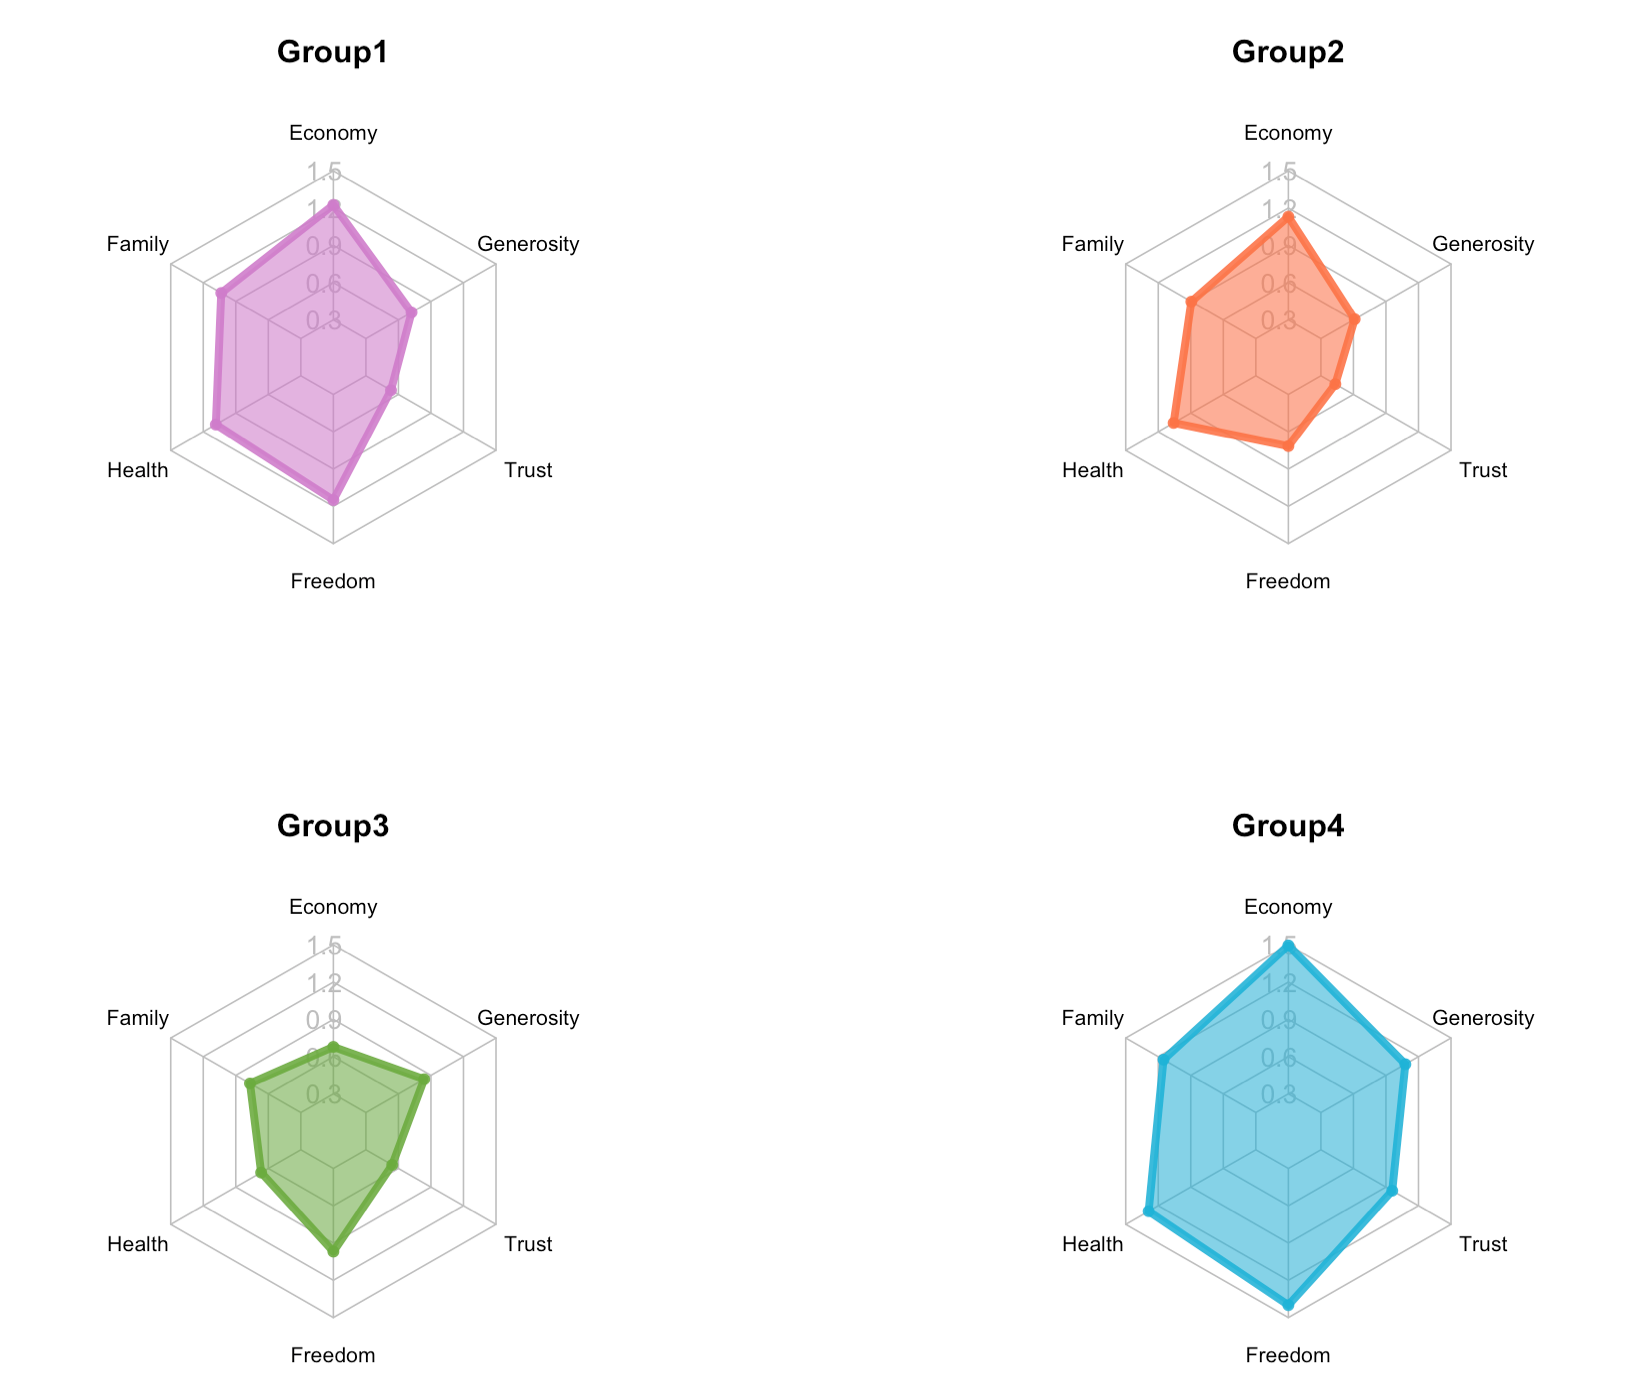 Group1
Economy
1.5
1.2
0.9
0.6
0.3
Family
Generosity
Health
Trust
Freedom
Group2
Economy
1.5
1.2
0.9
0.6
0.3
Family
Generosity
Health
Trust
Freedom
Group3
Economy
1.5
1.2
0.9
0.6
0.3
Family
Generosity
Health
Trust
Freedom
Group4
Economy
1.5
1.2
0.9
0.6
0.3
Family
Generosity
Health
Trust
Freedom